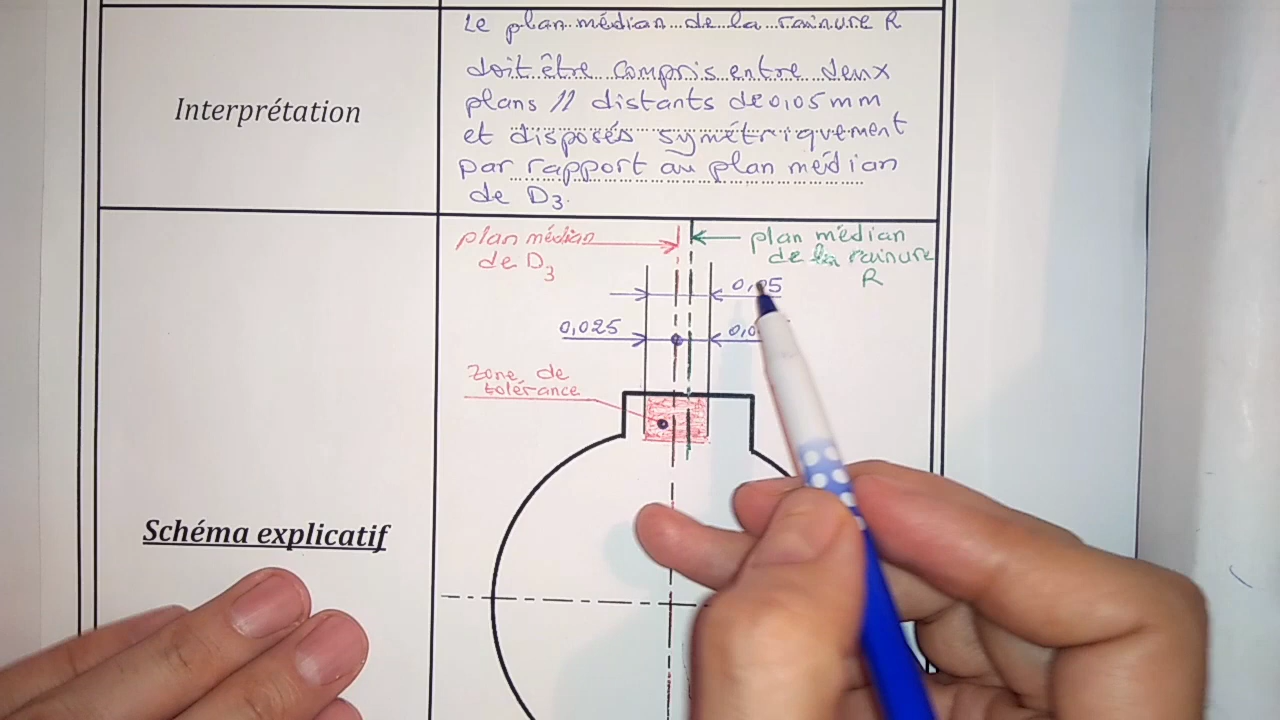 Le plan médian de la rainure R
doit être compris entre deux
Interprétation
plans // distants de 0,05 mm
et disposés symétriquement
par rapport au plan médian
de D3.
plan médian
de D3
plan médian
de la rainure
R
0,05
0,025
zone de
tolérance
Schéma explicatif